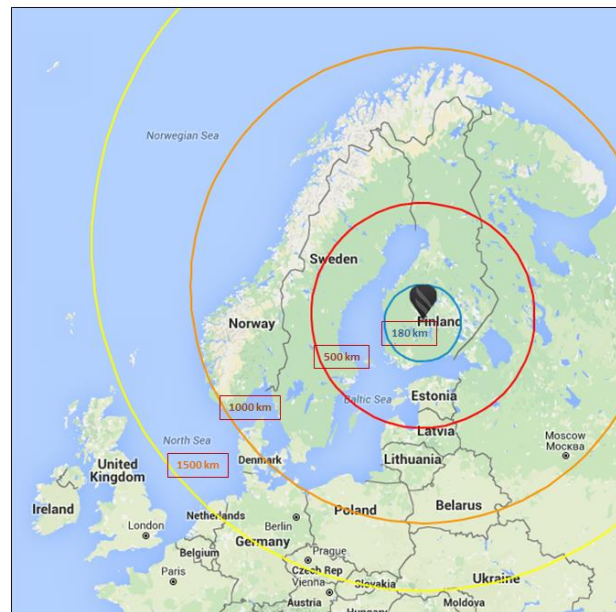 Norwegian Sea
Sweden
Finland
180 km
Norway
500 km
Estonia
Baltic Sea
1000 km
Latvia
North Sea
Moscow
Москва
Denmark
Lithuania
1500 km
United
Kingdom
Ireland
Netherlands
Poland
Belarus
London
Berlin
Germany
Belgium
Prague
Czech Rep
Paris
Vienna
Slovakia
Ukraine
Austria
Hungary
Moldova